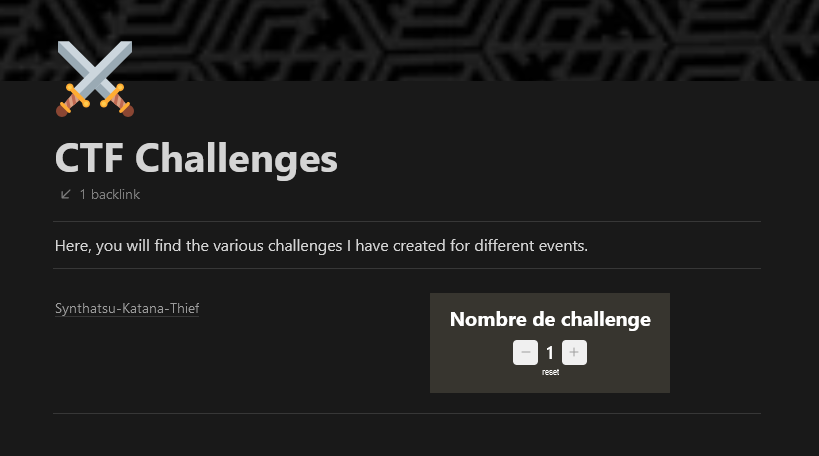 CTF Challenges
1 backlink
Here, you will find the various challenges I have created for different events.
Synthatsu-Katana-Thief
Nombre de challenge
− 1 +
reset